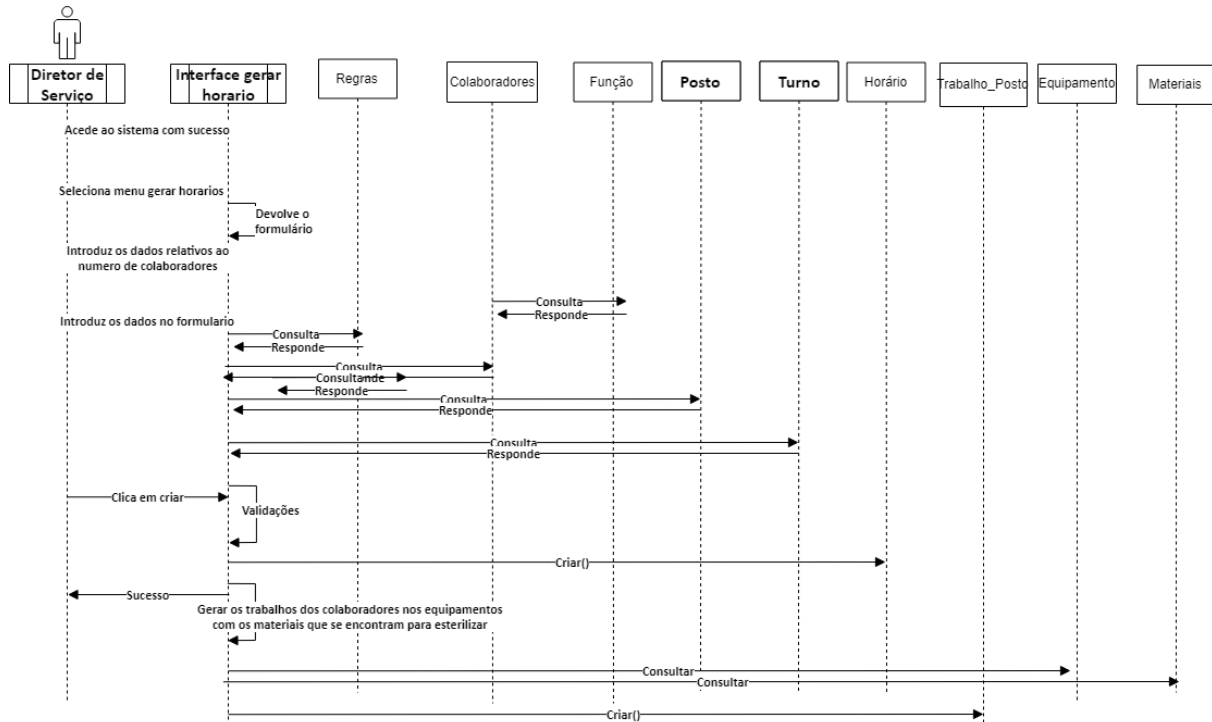 Diretor de
Serviço
Interface gerar
horario
Regras
Colaboradores
Função
Posto
Turno
Horário
Trabalho_Posto
Equipamento
Materiais
Acede ao sistema com sucesso
Seleciona menu gerar horarios
Devolve o
formulário
Introduz os dados relativos ao
numero de colaboradores
Consulta
Responde
Introduz os dados no formulario
Consulta
Responde
Consulta
Responde
Consulta
Responde
Consulta
Responde
Clica em criar
Validações
Criar()
Sucesso
Gerar os trabalhos dos colaboradores nos equipamentos
com os materiais que se encontram para esterilizar
Consultar
Consultar
Criar()